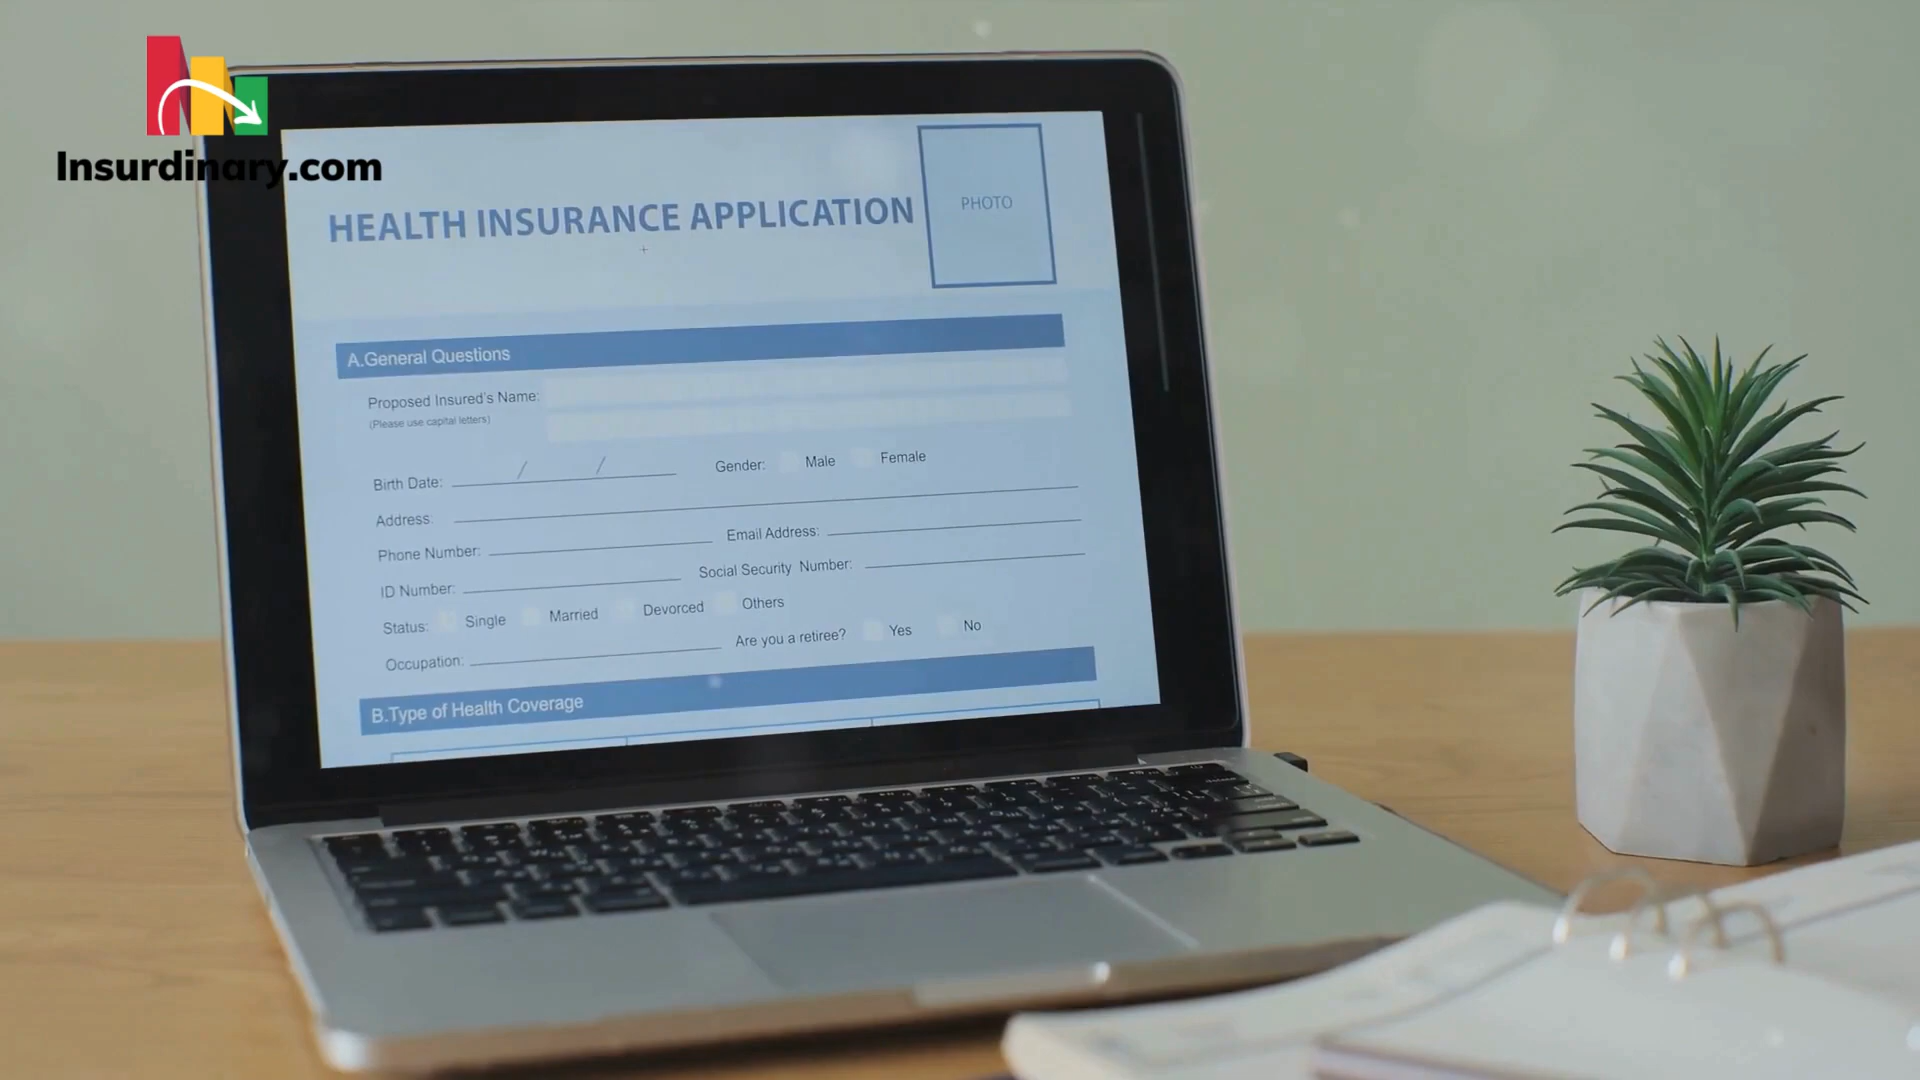 Insurdinary.com
HEALTH INSURANCE APPLICATION
PHOTO
A.General Questions
Proposed Insured's Name:
(Please use capital letters)
Birth Date: / / Gender: Male Female
Address:
Phone Number: Email Address:
ID Number: Social Security Number:
Status: Single Married Devorced Others
Occupation: Are you a retiree? Yes No
B.Type of Health Coverage